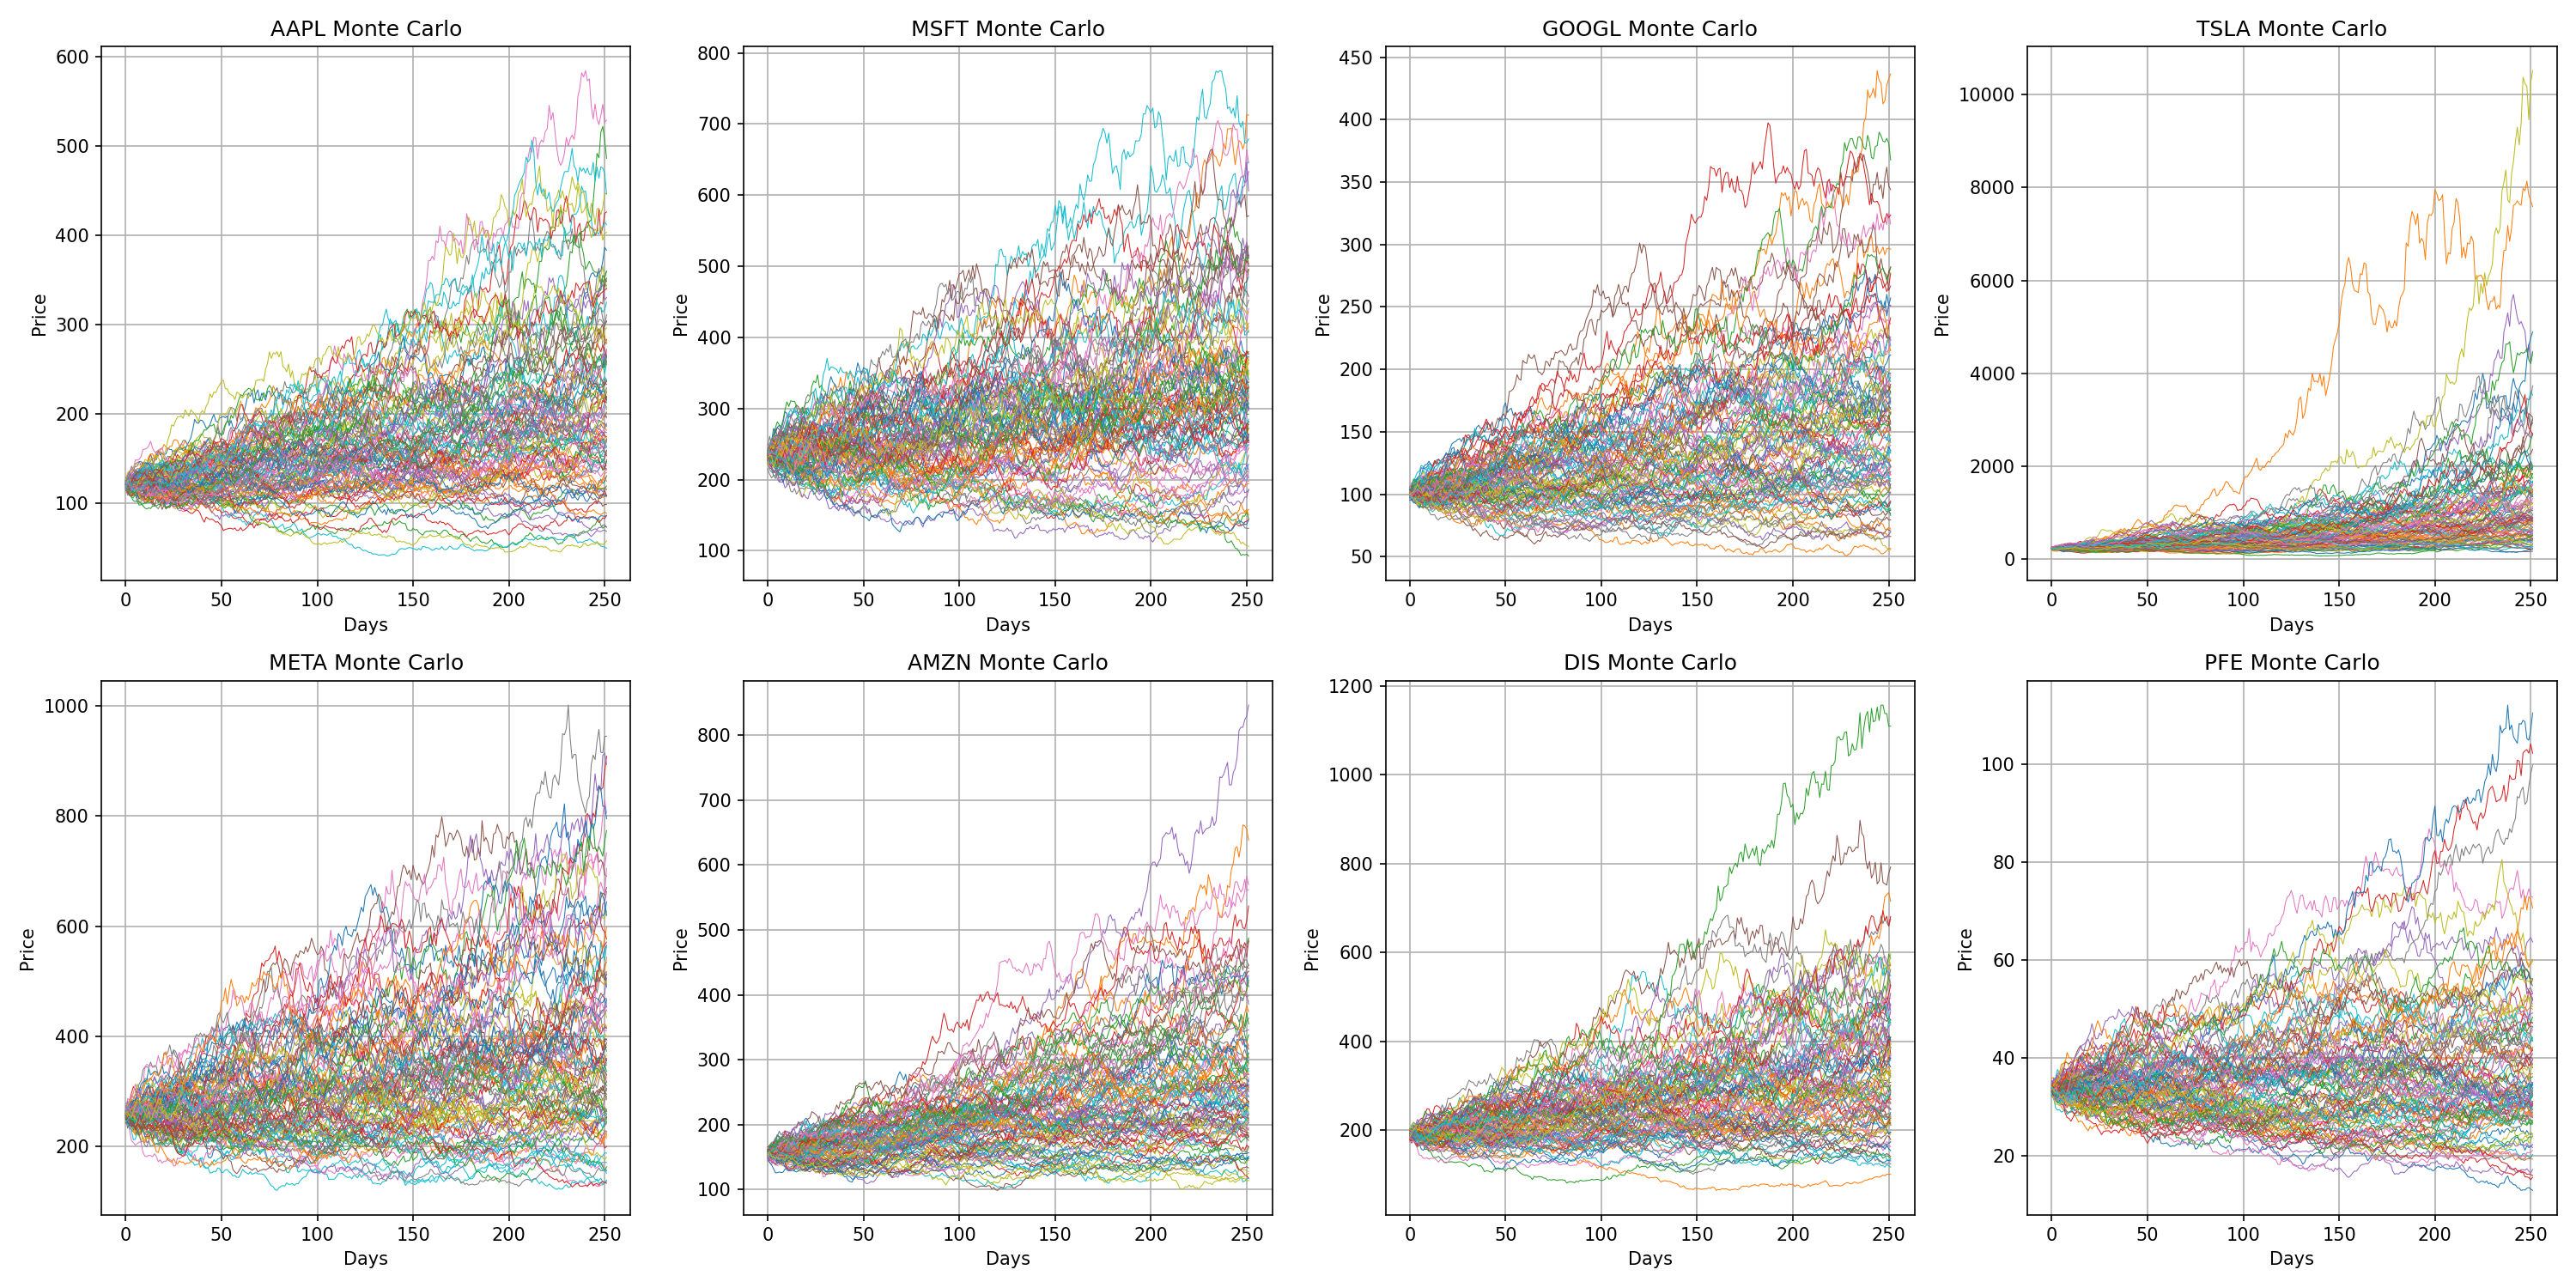 AAPL Monte Carlo
600
500
400
300
200
100
Price
0 50 100 150 200 250
Days
MSFT Monte Carlo
800
700
600
500
400
300
200
100
Price
0 50 100 150 200 250
Days
GOOGL Monte Carlo
450
400
350
300
250
200
150
100
50
Price
0 50 100 150 200 250
Days
TSLA Monte Carlo
10000
8000
6000
4000
2000
0
Price
0 50 100 150 200 250
Days
META Monte Carlo
1000
800
600
400
200
Price
0 50 100 150 200 250
Days
AMZN Monte Carlo
800
700
600
500
400
300
200
100
Price
0 50 100 150 200 250
Days
DIS Monte Carlo
1200
1000
800
600
400
200
Price
0 50 100 150 200 250
Days
PFE Monte Carlo
100
80
60
40
20
Price
0 50 100 150 200 250
Days